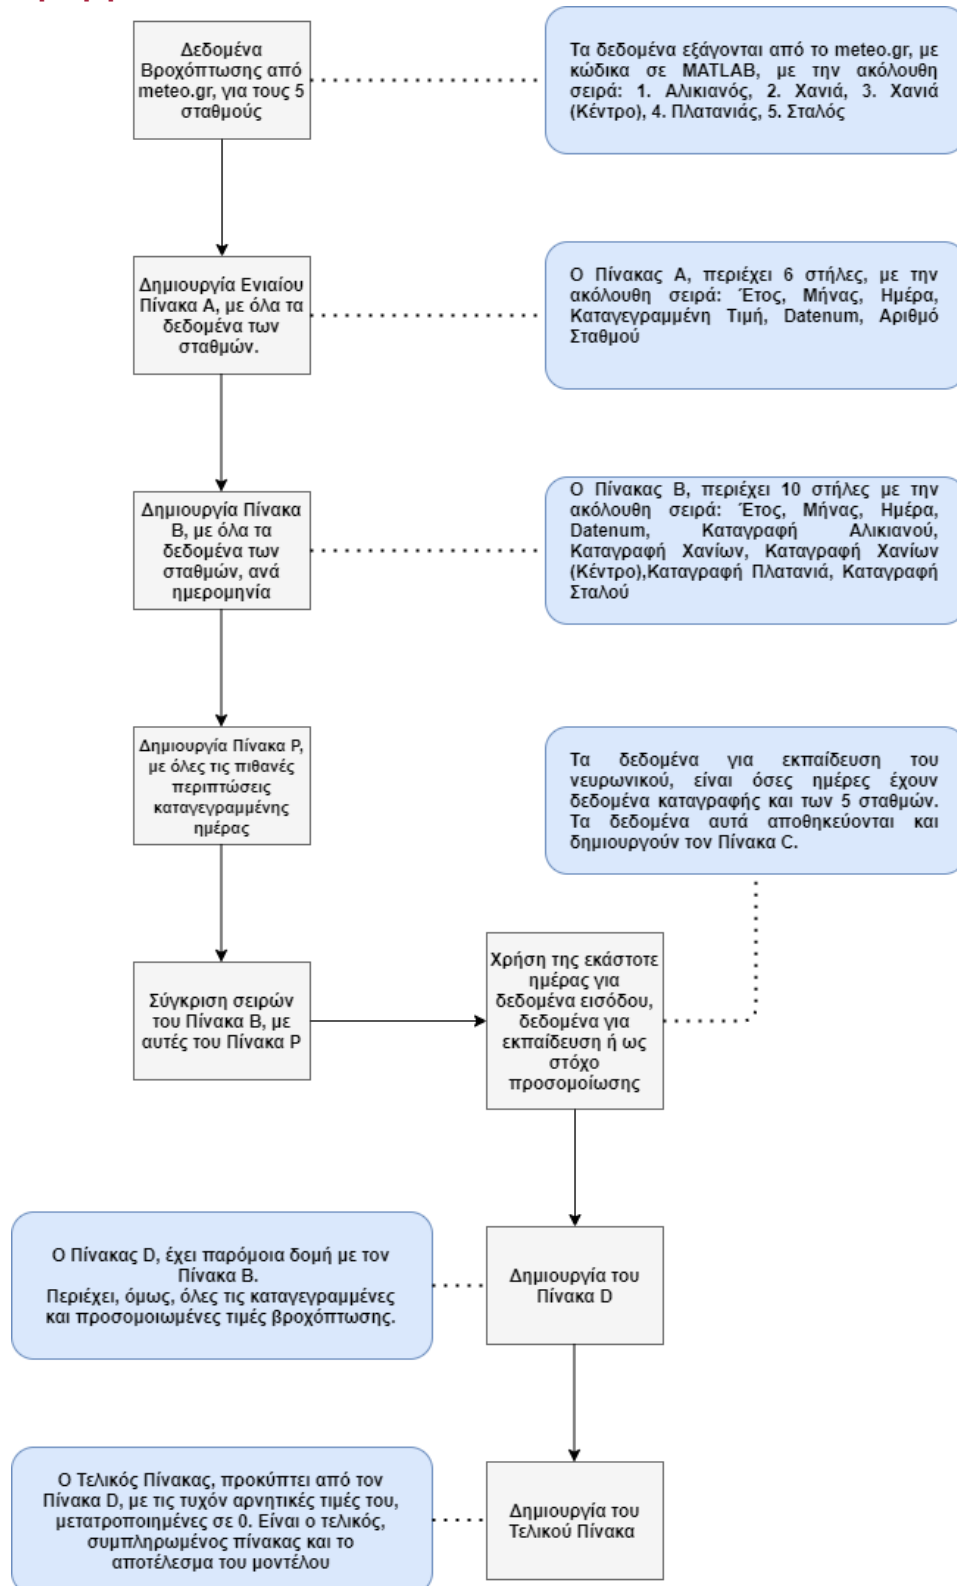 Δεδομένα
Βροχόπτωσης από
meteo.gr, για τους 5
σταθμούς
Τα δεδομένα εξάγονται από το meteo.gr, με
κώδικα σε MATLAB, με την ακόλουθη
σειρά: 1. Αλικιανός, 2. Χανιά, 3. Χανιά
(Κέντρο), 4. Πλατανιάς, 5. Σταλός
Δημιουργία Ενιαίου
Πίνακα Α, με όλα τα
δεδομένα των
σταθμών.
Ο Πίνακας Α, περιέχει 6 στήλες, με την
ακόλουθη σειρά: Έτος, Μήνας, Ημέρα,
Καταγεγραμμένη Τιμή, Datenum, Αριθμό
Σταθμού
Δημιουργία Πίνακα
Β, με όλα τα
δεδομένα των
σταθμών, ανά
ημερομηνία
Ο Πίνακας Β, περιέχει 10 στήλες με την
ακόλουθη σειρά: Έτος, Μήνας, Ημέρα,
Datenum, Καταγραφή Αλικιανού,
Καταγραφή Χανίων, Καταγραφή Χανίων
(Κέντρο),Καταγραφή Πλατανιά, Καταγραφή
Σταλού
Δημιουργία Πίνακα P,
με όλες τις πιθανές
περιπτώσεις
καταγεγραμμένης
ημέρας
Τα δεδομένα για εκπαίδευση του
νευρωνικού, είναι όσες ημέρες έχουν
δεδομένα καταγραφής και των 5 σταθμών.
Τα δεδομένα αυτά αποθηκεύονται και
δημιουργούν τον Πίνακα C.
Σύγκριση σειρών
του Πίνακα Β, με
αυτές του Πίνακα P
Χρήση της εκάστοτε
ημέρας για
δεδομένα εισόδου,
δεδομένα για
εκπαίδευση ή ως
στόχο
προσομοίωσης
Ο Πίνακας D, έχει παρόμοια δομή με τον
Πίνακα Β.
Περιέχει, όμως, όλες τις καταγεγραμμένες
και προσομοιωμένες τιμές βροχόπτωσης.
Δημιουργία του
Πίνακα D
Ο Τελικός Πίνακας, προκύπτει από τον
Πίνακα D, με τις τυχόν αρνητικές τιμές του,
μετατροποιημένες σε 0. Είναι ο τελικός,
συμπληρωμένος πίνακας και το
αποτέλεσμα του μοντέλου
Δημιουργία του
Τελικού Πίνακα